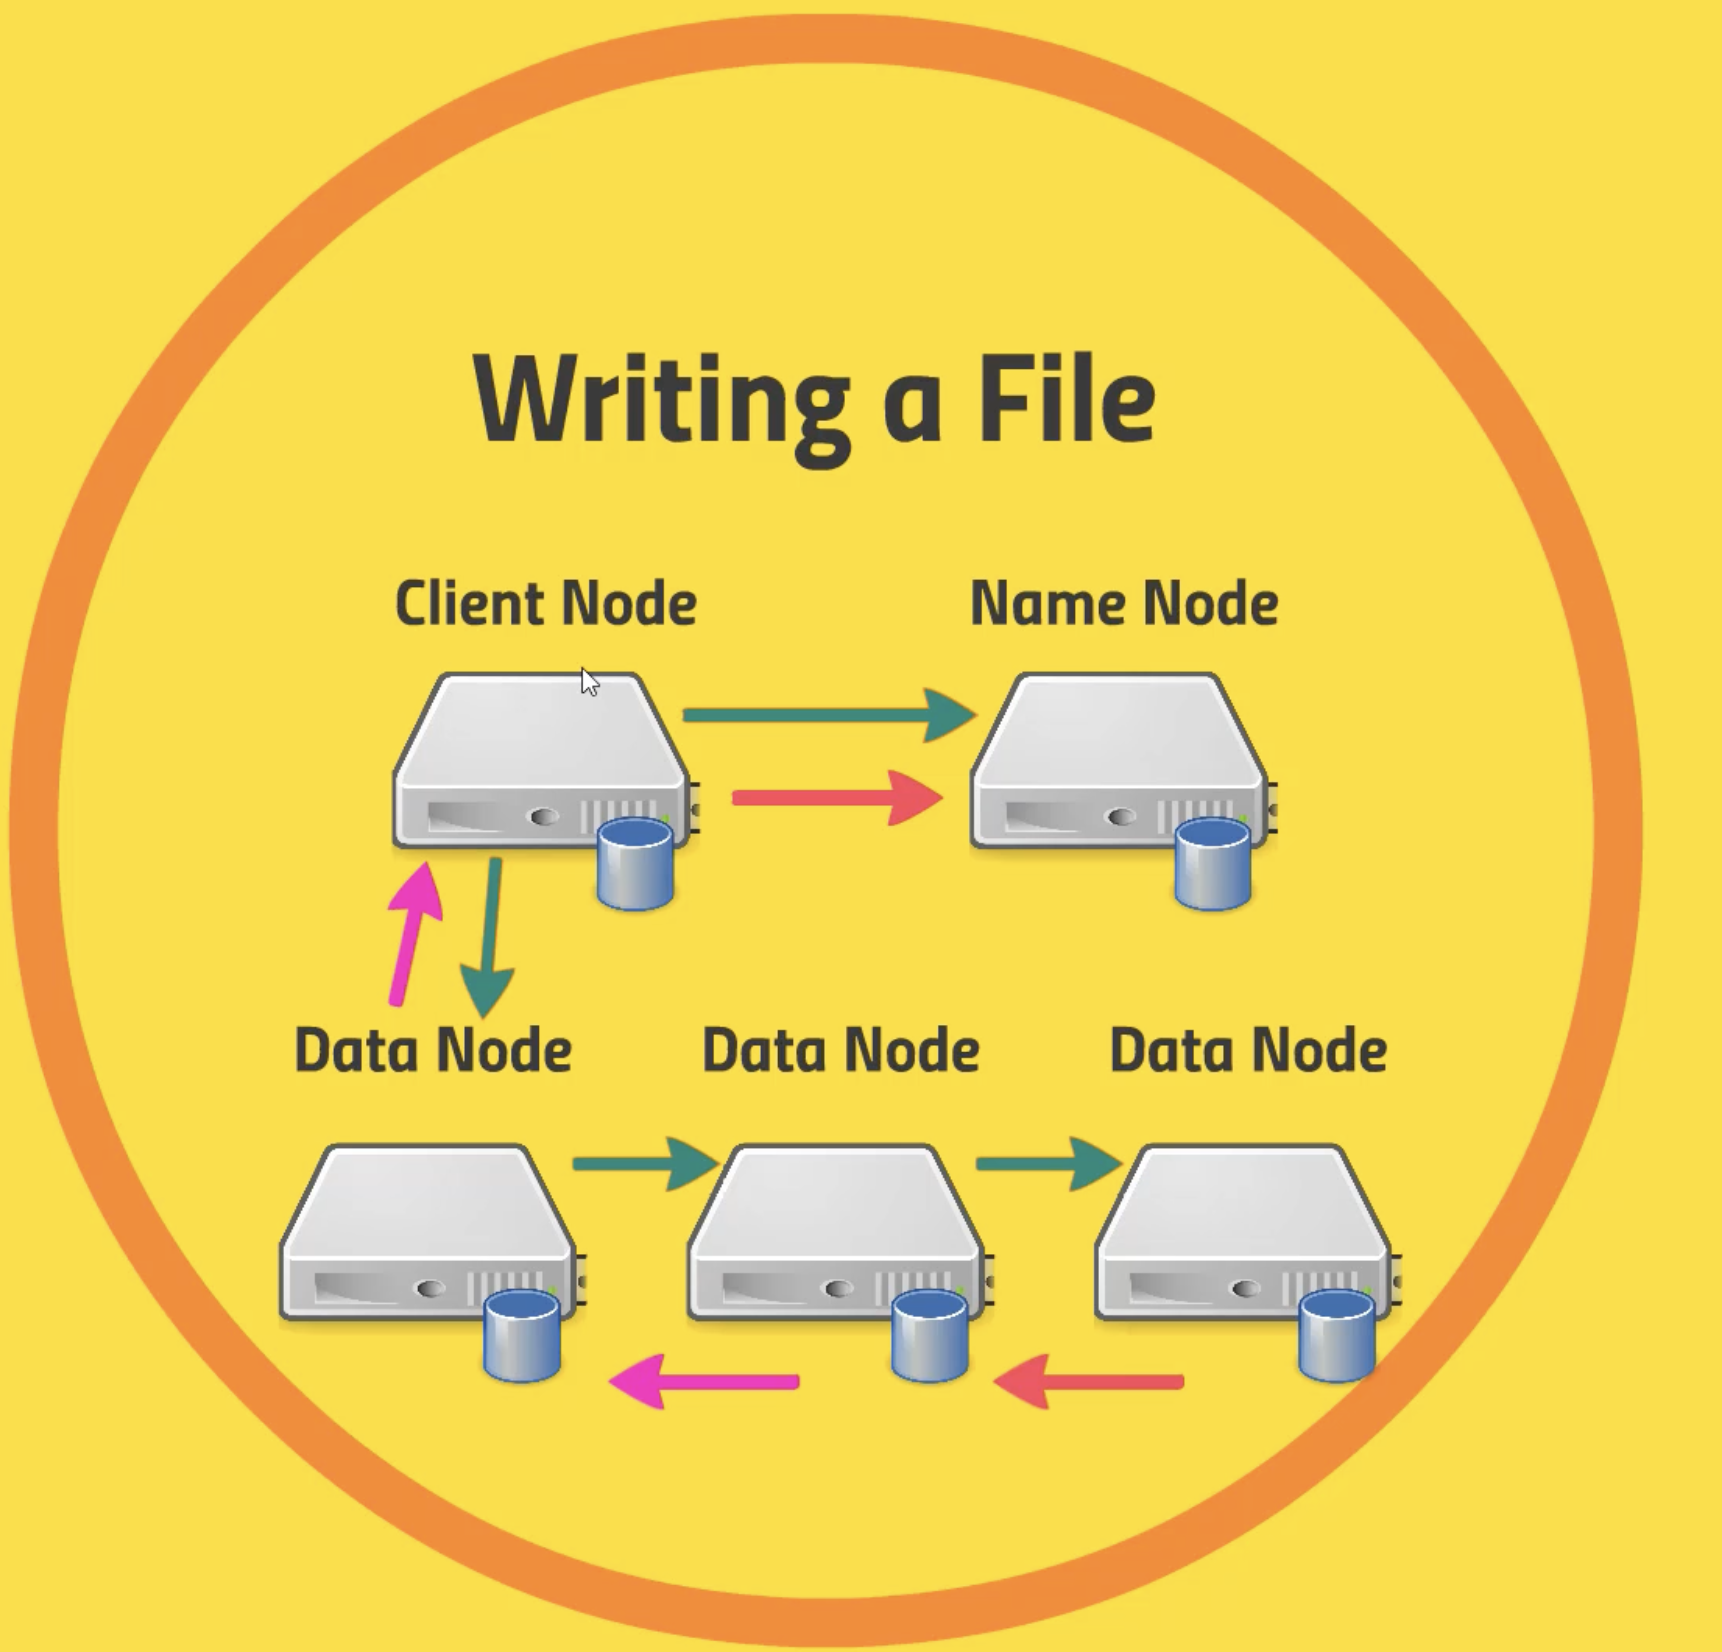 Writing a File
Client Node
Name Node
Data Node
Data Node
Data Node